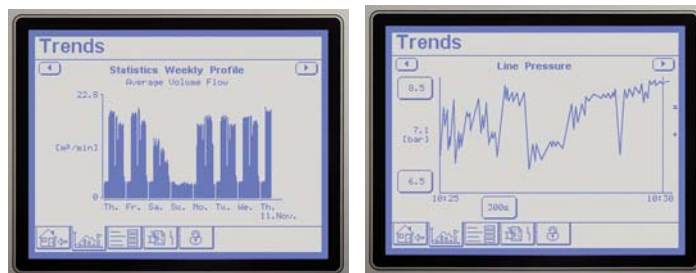 Trends
Statistics Weekly Profile
Average Volume Flow
22.8
[m³/min]
0
Th. Fr. Sa. Su. Mo. Tu. We. Th.
11.Nov.
Trends
Line Pressure
8.5
7.1
[bar]
6.5
10:25 10:30
300s